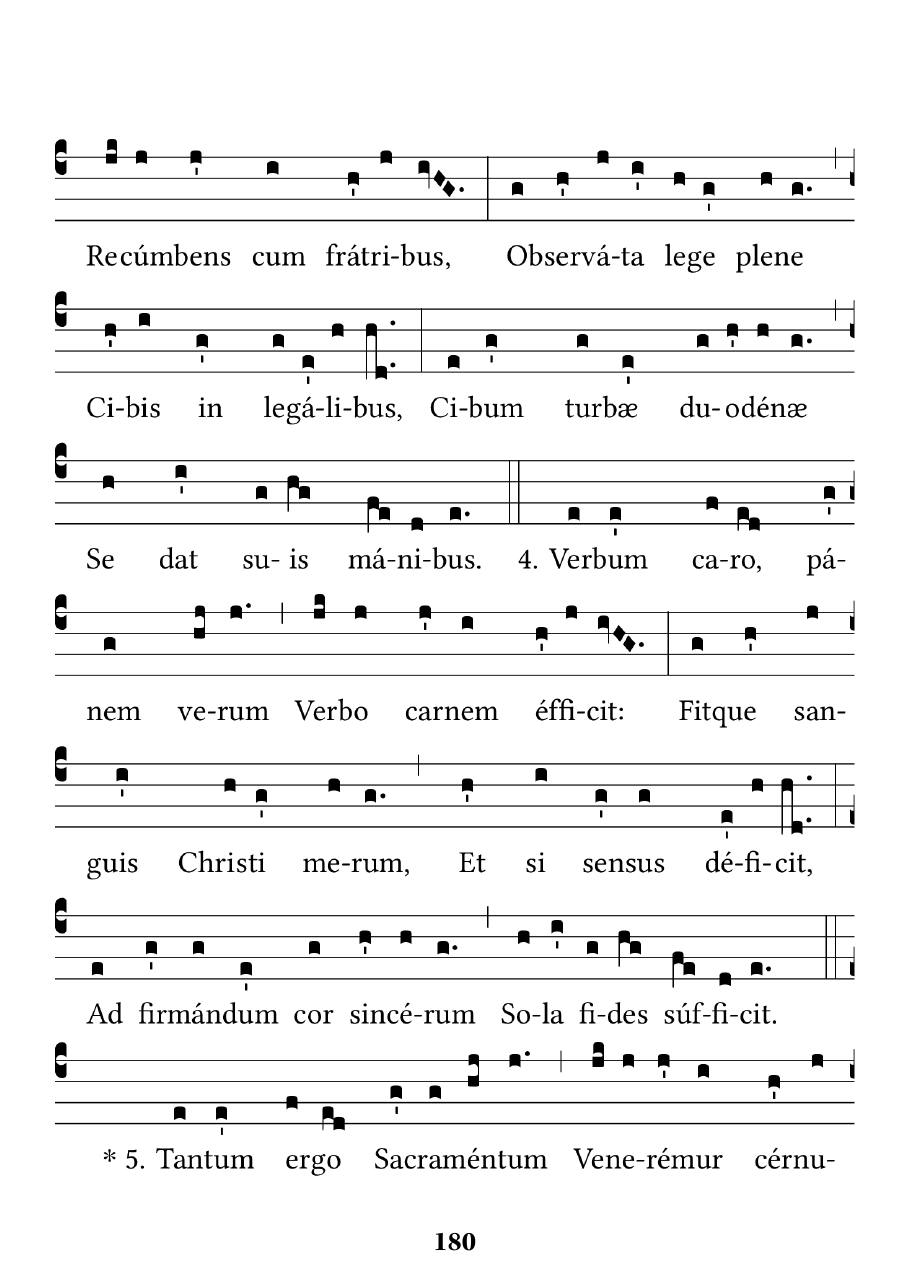 Recúmbens cum frátri-bus, Observá-ta lege plene
Ci-bis in legá-li-bus, Ci-bum turbæ du-odénæ
Se dat su-is má-ni-bus. 4. Verbum ca-ro, pá-
nem ve-rum Verbo carnem éffi-cit: Fitque san-
guis Christi me-rum, Et si sensus dé-fi-cit,
Ad firmándum cor sincé-rum So-la fi-des súf-fi-cit.
* 5. Tantum ergo Sacraméntum Vene-rémur cérnu-
180